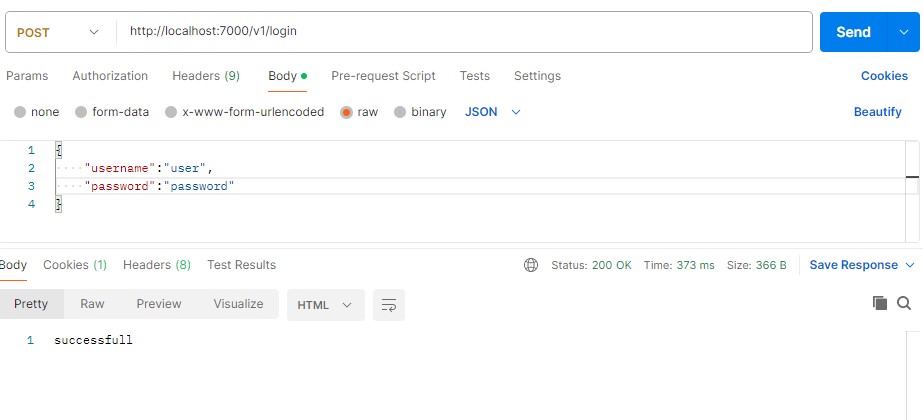 POST http://localhost:7000/v1/login Send
Params Authorization Headers (9) Body Pre-request Script Tests Settings Cookies
none form-data x-www-form-urlencoded raw binary JSON Beautify
1 {
2 "username":"user",
3 "password":"password"
4 }
Body Cookies (1) Headers (8) Test Results Status: 200 OK Time: 373 ms Size: 366 B Save Response
Pretty Raw Preview Visualize HTML
1 successfull